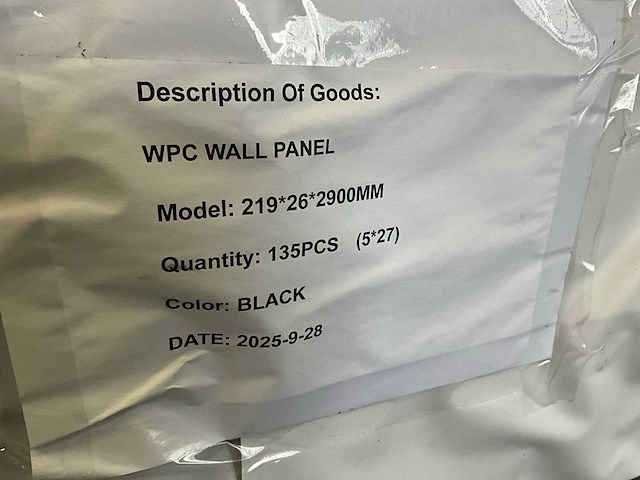 Description Of Goods:
WPC WALL PANEL
Model: 219*26*2900MM
Quantity: 135PCS (5*27)
Color: BLACK
DATE: 2025-9-28